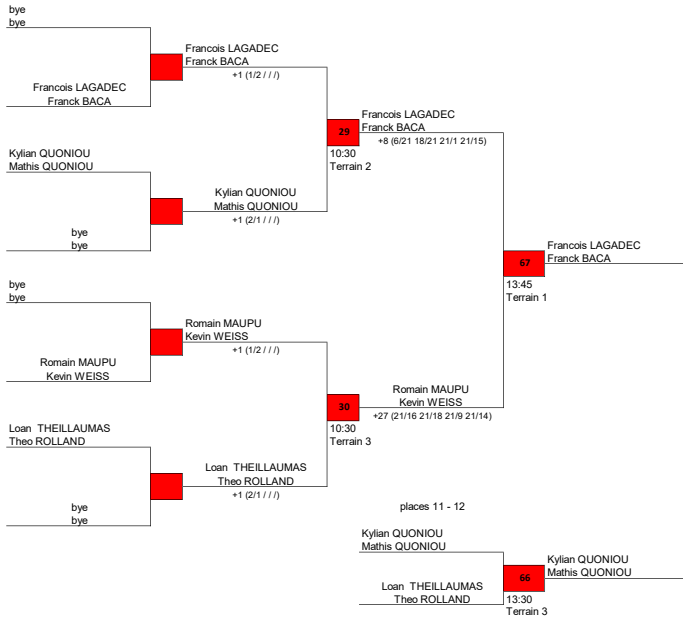 bye
bye
Francois LAGADEC
Franck BACA
Francois LAGADEC
Franck BACA
+1 (1/2 / / /)
Kylian QUONIOU
Mathis QUONIOU
bye
bye
Kylian QUONIOU
Mathis QUONIOU
+1 (2/1 / / /)
29
10:30
Terrain 2
Francois LAGADEC
Franck BACA
+8 (6/21 18/21 21/1 21/15)
bye
bye
Romain MAUPU
Kevin WEISS
Romain MAUPU
Kevin WEISS
+1 (1/2 / / /)
Loan THEILLAUMAS
Theo ROLLAND
bye
bye
Loan THEILLAUMAS
Theo ROLLAND
+1 (2/1 / / /)
30
10:30
Terrain 3
Romain MAUPU
Kevin WEISS
+27 (21/16 21/18 21/9 21/14)
67
13:45
Terrain 1
Francois LAGADEC
Franck BACA
places 11 - 12
Kylian QUONIOU
Mathis QUONIOU
Loan THEILLAUMAS
Theo ROLLAND
66
13:30
Terrain 3
Kylian QUONIOU
Mathis QUONIOU